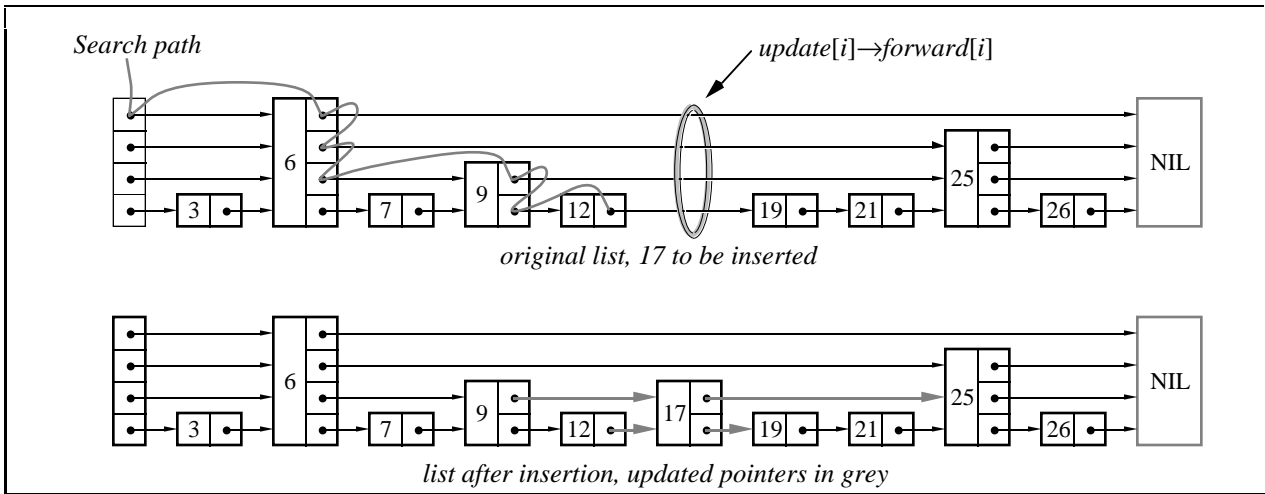 Search path
update[i]→forward[i]
6 NIL
9 25
3 7 12 19 21 26
original list, 17 to be inserted
6 NIL
9 17 25
3 7 12 19 21 26
list after insertion, updated pointers in grey